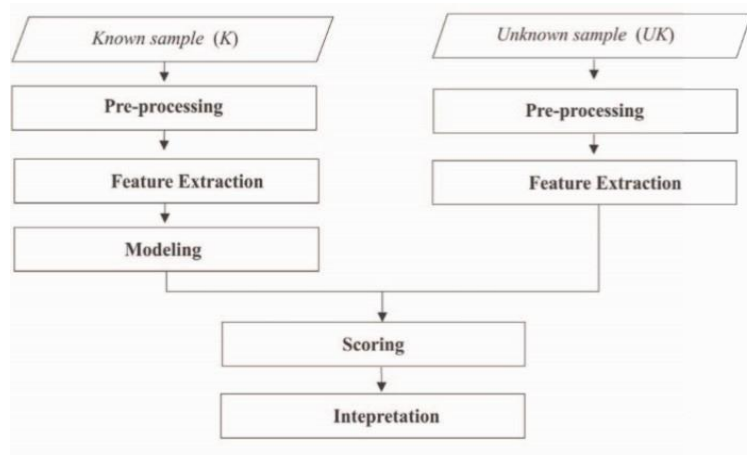 Known sample (K)
Unknown sample (UK)
Pre-processing
Pre-processing
Feature Extraction
Feature Extraction
Modeling
Scoring
Intepretation